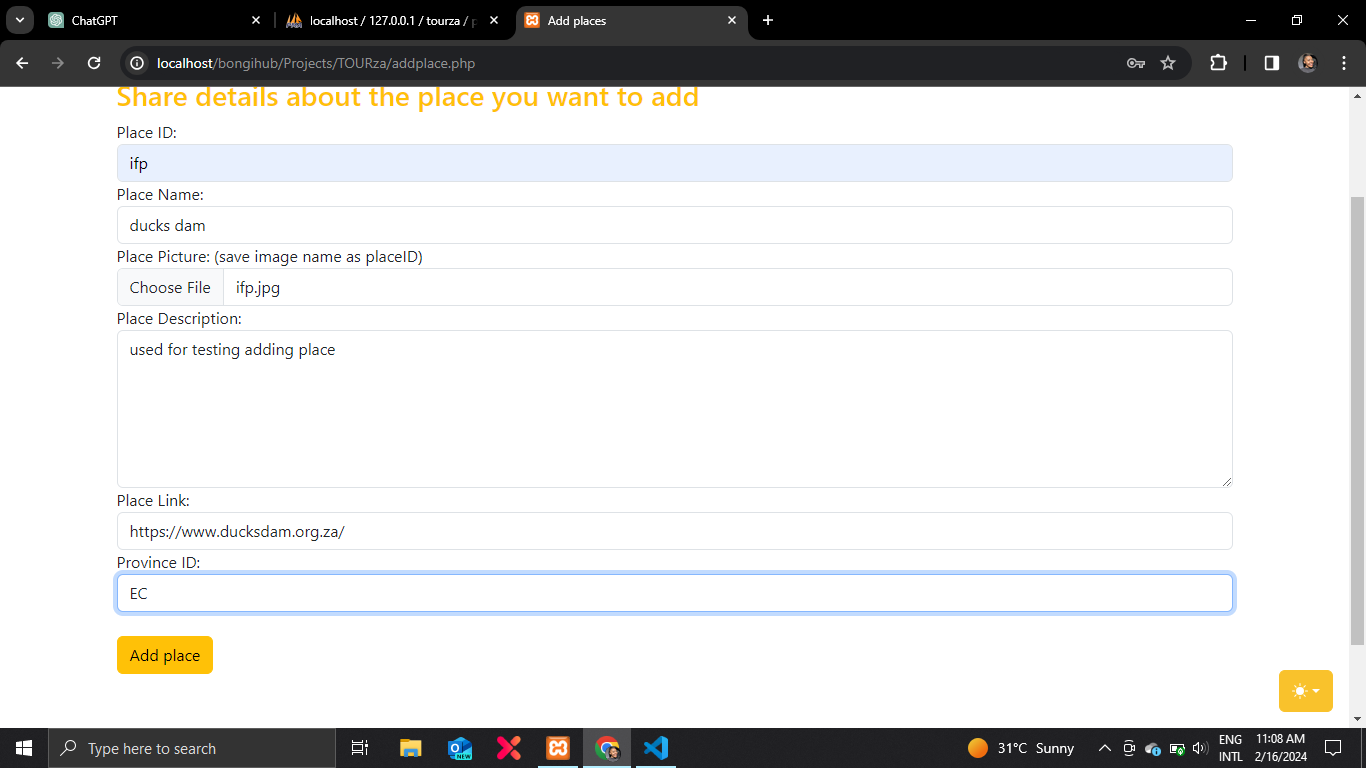 ChatGPT
localhost / 127.0.0.1 / tourza / p
Add places
localhost/bongihub/Projects/TOURza/addplace.php
Share details about the place you want to add
Place ID:
ifp
Place Name:
ducks dam
Place Picture: (save image name as placeID)
Choose File ifp.jpg
Place Description:
used for testing adding place
Place Link:
https://www.ducksdam.org.za/
Province ID:
EC
Add place
Type here to search
NEW
31°C Sunny
ENG
INTL
11:08 AM
2/16/2024